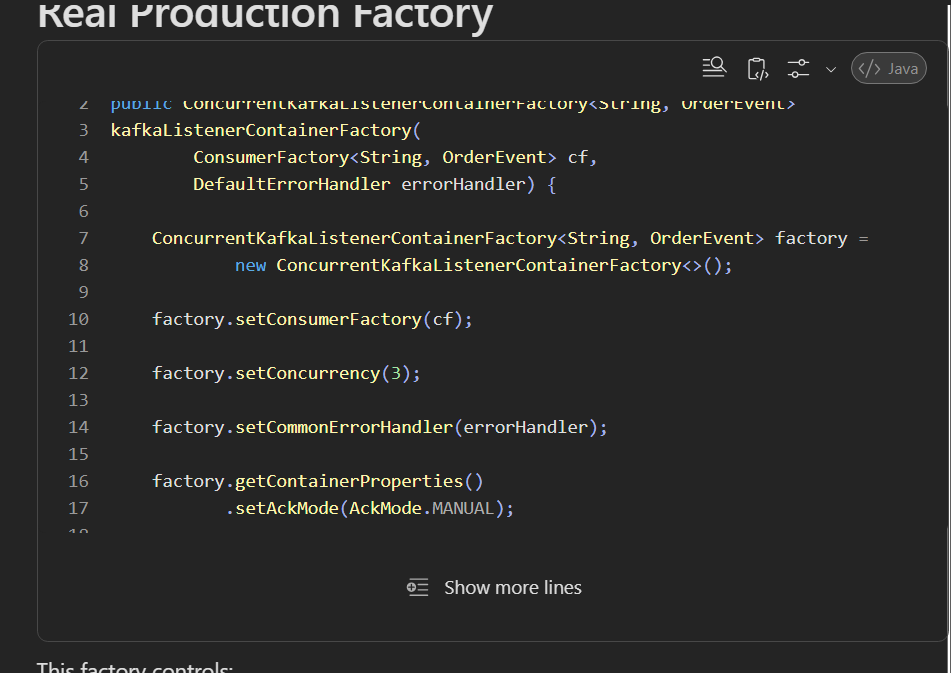 Real Production Factory
Java
2 public ConcurrentKafkaListenerContainerFactory<String, OrderEvent>
3 kafkaListenerContainerFactory(
4         ConsumerFactory<String, OrderEvent> cf,
5         DefaultErrorHandler errorHandler) {
6
7     ConcurrentKafkaListenerContainerFactory<String, OrderEvent> factory =
8             new ConcurrentKafkaListenerContainerFactory<>();
9
10     factory.setConsumerFactory(cf);
11
12     factory.setConcurrency(3);
13
14     factory.setCommonErrorHandler(errorHandler);
15
16     factory.getContainerProperties()
17            .setAckMode(AckMode.MANUAL);
18
Show more lines
This factory controls: